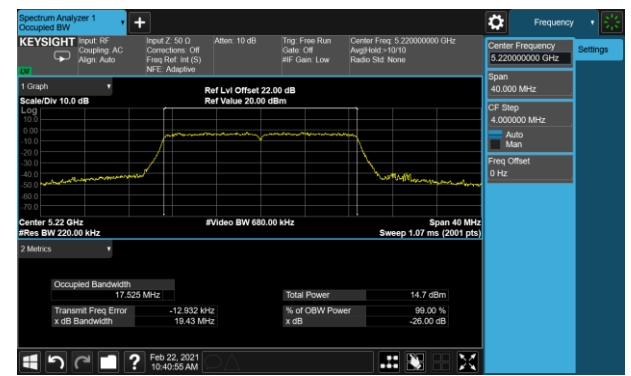 Spectrum Analyzer 1
Occupied BW
Frequency
KEYSIGHT
Input: RF
Coupling: AC
Align: Auto
Input Z: 50 Ω
Corrections: Off
Freq Ref: Int (S)
NFE: Adaptive
Atten: 10 dB
Trig: Free Run
Gate: Off
#IF Gain: Low
Center Freq: 5.220000000 GHz
Avg|Hold:>10/10
Radio Std: None
Center Frequency
5.220000000 GHz
Settings
Span
40.000 MHz
CF Step
4.000000 MHz
Auto
Man
Freq Offset
0 Hz
1 Graph
Scale/Div 10.0 dB
Ref Lvl Offset 22.00 dB
Ref Value 20.00 dBm
Log
10.0
0.00
-10.0
-20.0
-30.0
-40.0
-50.0
-60.0
-70.0
Center 5.22 GHz
#Res BW 220.00 kHz
#Video BW 680.00 kHz
Span 40 MHz
Sweep 1.07 ms (2001 pts)
2 Metrics
Occupied Bandwidth
17.525 MHz
Total Power 14.7 dBm
Transmit Freq Error -12.932 kHz
% of OBW Power 99.00 %
x dB Bandwidth 19.43 MHz
x dB -26.00 dB
Feb 22, 2021
10:40:55 AM